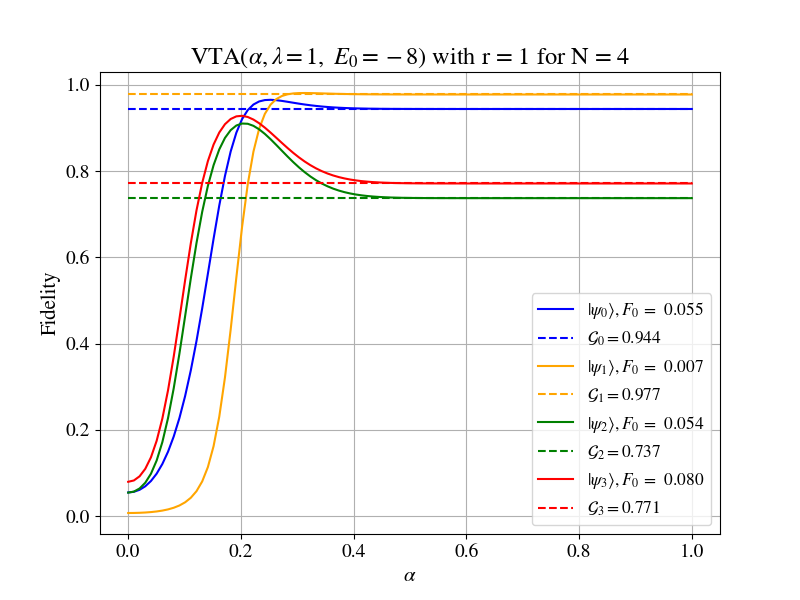 VTA(α, λ = 1, E₀ = −8) with r = 1 for N = 4
Fidelity
1.0
0.8
0.6
0.4
0.2
0.0
|ψ₀⟩, F₀ = 0.055
𝒢₀ = 0.944
|ψ₁⟩, F₀ = 0.007
𝒢₁ = 0.977
|ψ₂⟩, F₀ = 0.054
𝒢₂ = 0.737
|ψ₃⟩, F₀ = 0.080
𝒢₃ = 0.771
0.0 0.2 0.4 0.6 0.8 1.0
α